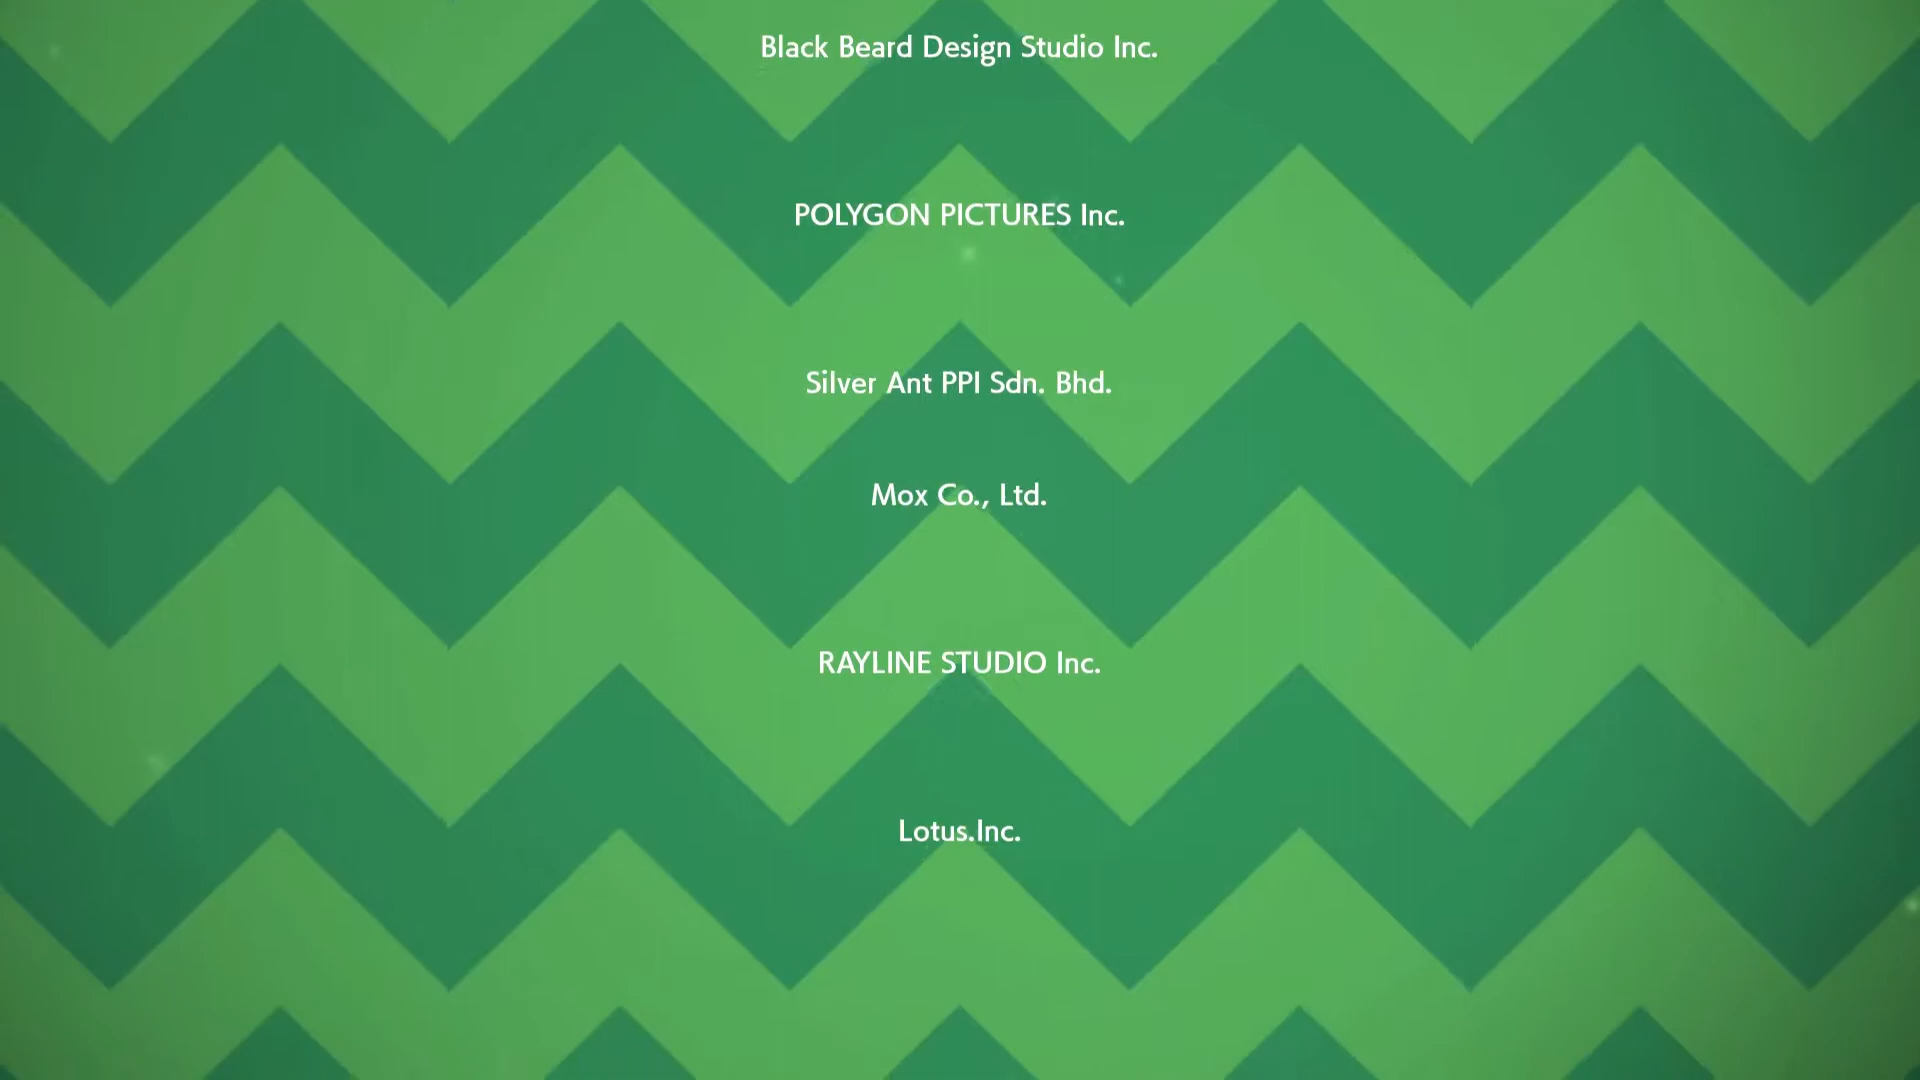 Black Beard Design Studio Inc.
POLYGON PICTURES Inc.
Silver Ant PPI Sdn. Bhd.
Mox Co., Ltd.
RAYLINE STUDIO Inc.
Lotus.Inc.